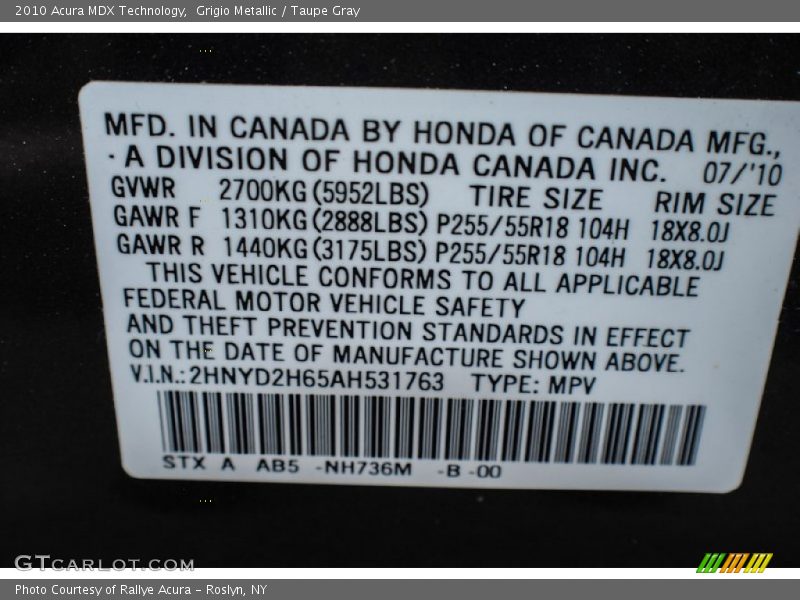 2010 Acura MDX Technology,  Grigio Metallic / Taupe Gray
MFD. IN CANADA BY HONDA OF CANADA MFG.,
· A DIVISION OF HONDA CANADA INC. 07/'10
GVWR 2700KG (5952LBS) TIRE SIZE RIM SIZE
GAWR F 1310KG (2888LBS) P255/55R18 104H 18X8.0J
GAWR R 1440KG (3175LBS) P255/55R18 104H 18X8.0J
THIS VEHICLE CONFORMS TO ALL APPLICABLE
FEDERAL MOTOR VEHICLE SAFETY
AND THEFT PREVENTION STANDARDS IN EFFECT
ON THE DATE OF MANUFACTURE SHOWN ABOVE.
V.I.N.: 2HNYD2H65AH531763 TYPE: MPV
STX A AB5 -NH736M -B -00
GTCARLOT.COM
Photo Courtesy of Rallye Acura – Roslyn, NY